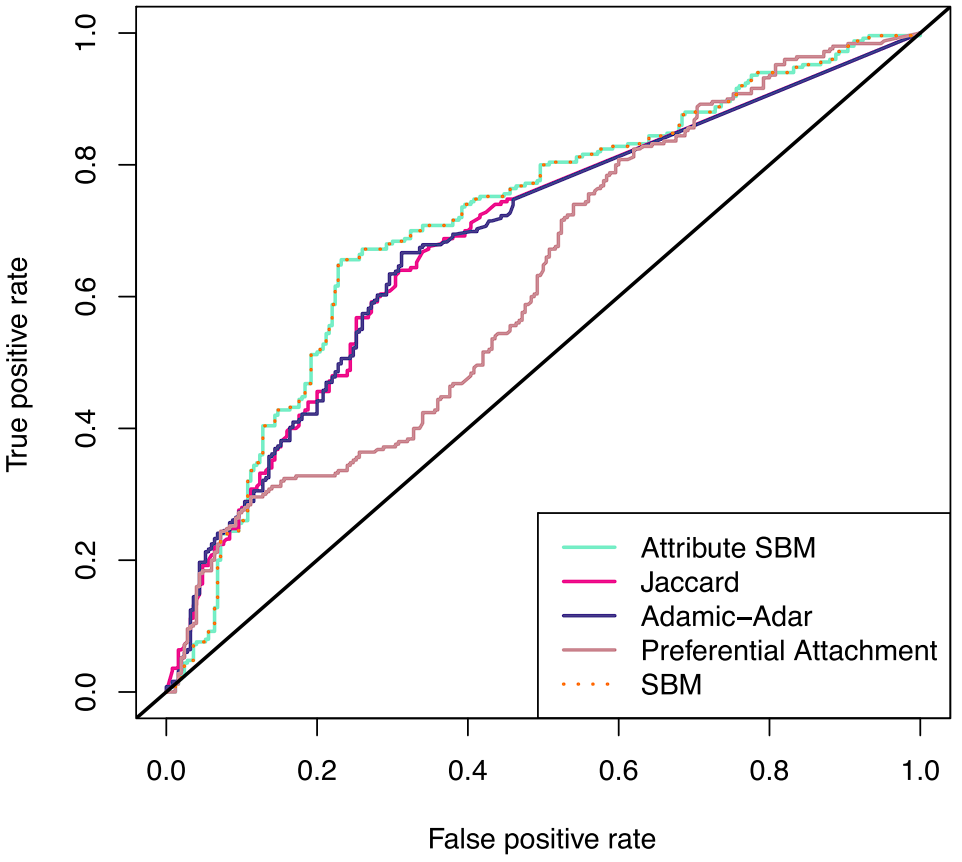 1.0
0.8
0.6
0.4
0.2
0.0
True positive rate
Attribute SBM
Jaccard
Adamic−Adar
Preferential Attachment
SBM
0.0 0.2 0.4 0.6 0.8 1.0
False positive rate